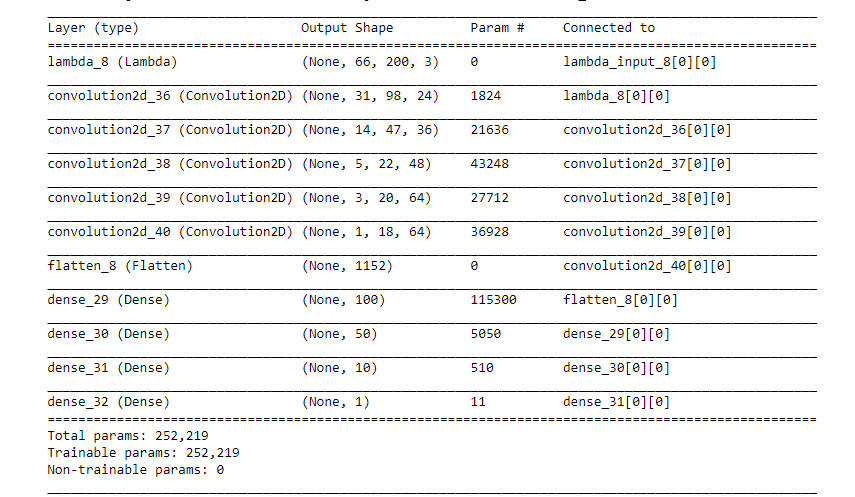 Layer (type) Output Shape Param # Connected to
lambda_8 (Lambda) (None, 66, 200, 3) 0 lambda_input_8[0][0]
convolution2d_36 (Convolution2D) (None, 31, 98, 24) 1824 lambda_8[0][0]
convolution2d_37 (Convolution2D) (None, 14, 47, 36) 21636 convolution2d_36[0][0]
convolution2d_38 (Convolution2D) (None, 5, 22, 48) 43248 convolution2d_37[0][0]
convolution2d_39 (Convolution2D) (None, 3, 20, 64) 27712 convolution2d_38[0][0]
convolution2d_40 (Convolution2D) (None, 1, 18, 64) 36928 convolution2d_39[0][0]
flatten_8 (Flatten) (None, 1152) 0 convolution2d_40[0][0]
dense_29 (Dense) (None, 100) 115300 flatten_8[0][0]
dense_30 (Dense) (None, 50) 5050 dense_29[0][0]
dense_31 (Dense) (None, 10) 510 dense_30[0][0]
dense_32 (Dense) (None, 1) 11 dense_31[0][0]
Total params: 252,219
Trainable params: 252,219
Non-trainable params: 0